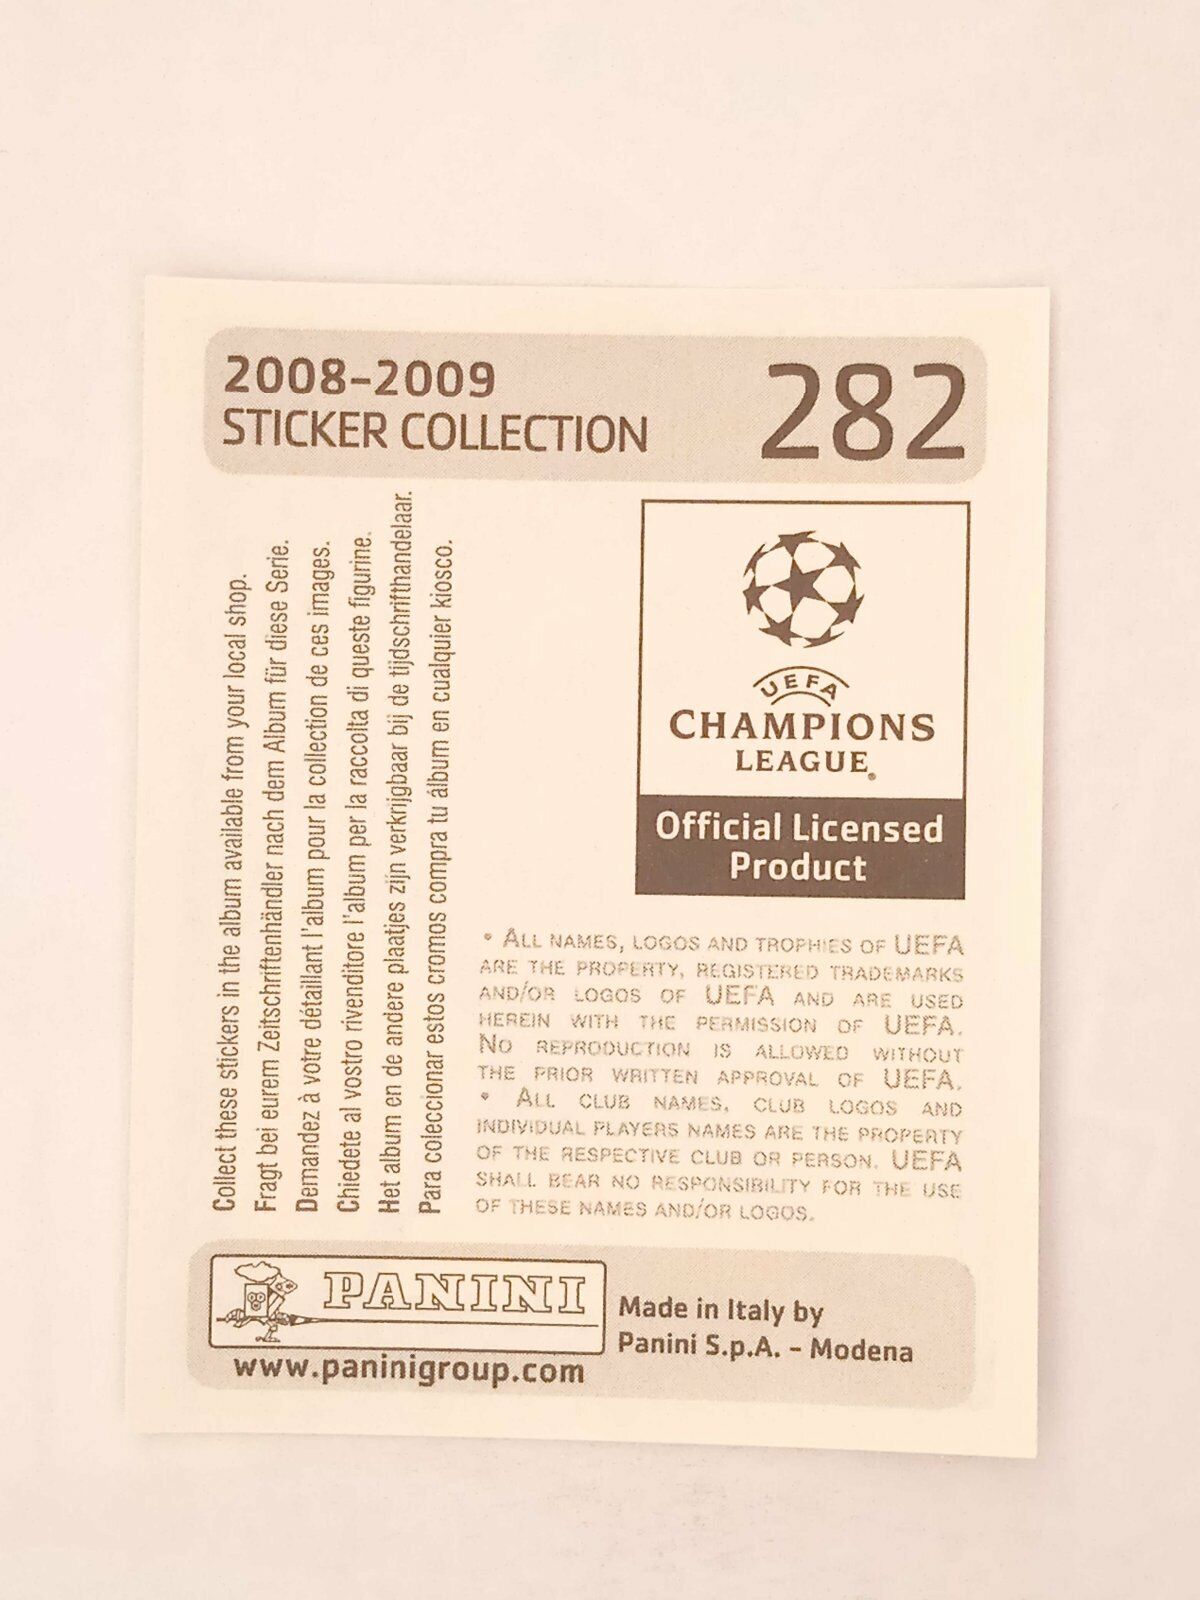 2008-2009
STICKER COLLECTION
282
Collect these stickers in the album available from your local shop.
Fragt bei eurem Zeitschriftenhändler nach dem Album für diese Serie.
Demandez à votre détaillant l'album pour la collection de ces images.
Chiedete al vostro rivenditore l'album per la raccolta di queste figurine.
Het album en de andere plaatjes zijn verkrijgbaar bij de tijdschrifthandelaar.
Para coleccionar estos cromos compra tu álbum en cualquier kiosco.
UEFA
CHAMPIONS
LEAGUE®
Official Licensed
Product
• ALL NAMES, LOGOS AND TROPHIES OF UEFA
ARE THE PROPERTY, REGISTERED TRADEMARKS
AND/OR LOGOS OF UEFA AND ARE USED
HEREIN WITH THE PERMISSION OF UEFA.
NO REPRODUCTION IS ALLOWED WITHOUT
THE PRIOR WRITTEN APPROVAL OF UEFA.
• ALL CLUB NAMES, CLUB LOGOS AND
INDIVIDUAL PLAYERS NAMES ARE THE PROPERTY
OF THE RESPECTIVE CLUB OR PERSON. UEFA
SHALL BEAR NO RESPONSIBILITY FOR THE USE
OF THESE NAMES AND/OR LOGOS.
PANINI
www.paninigroup.com
Made in Italy by
Panini S.p.A. - Modena